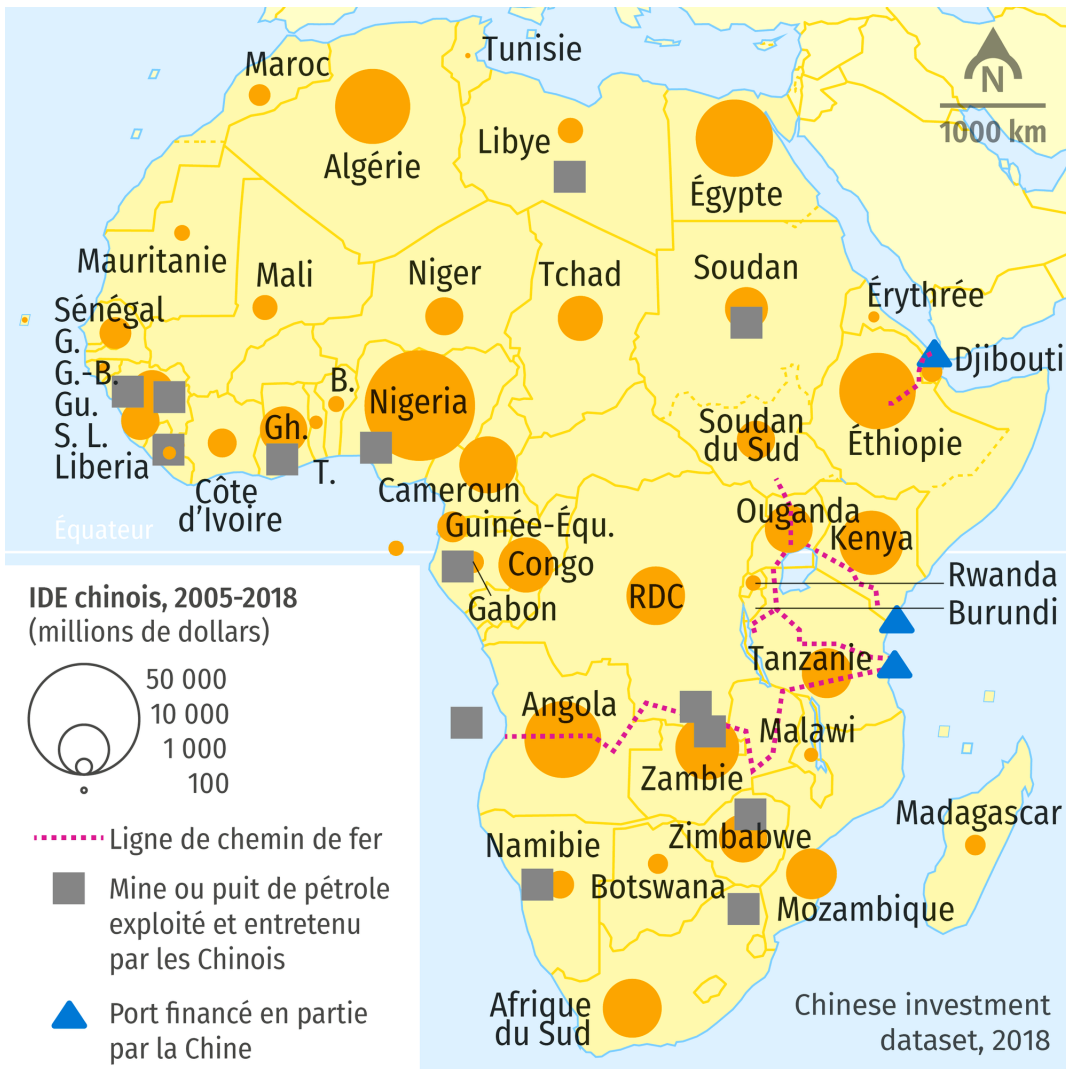 Tunisie
Maroc
N
1000 km
Libye
Algérie
Égypte
Mauritanie
Mali
Niger
Tchad
Soudan
Érythrée
Sénégal
G.
G.-B.
Gu.
S. L.
Liberia
B.
Nigeria
Djibouti
Gh.
T.
Soudan
du Sud
Éthiopie
Côte
d'Ivoire
Cameroun
Équateur
Guinée-Équ.
Ouganda
Kenya
Congo
Gabon
RDC
Rwanda
Burundi
Tanzanie
Angola
Malawi
Zambie
Madagascar
Zimbabwe
Namibie
Botswana
Mozambique
Afrique
du Sud
IDE chinois, 2005-2018
(millions de dollars)
50 000
10 000
1 000
100
Ligne de chemin de fer
Mine ou puit de pétrole
exploité et entretenu
par les Chinois
Port financé en partie
par la Chine
Chinese investment
dataset, 2018